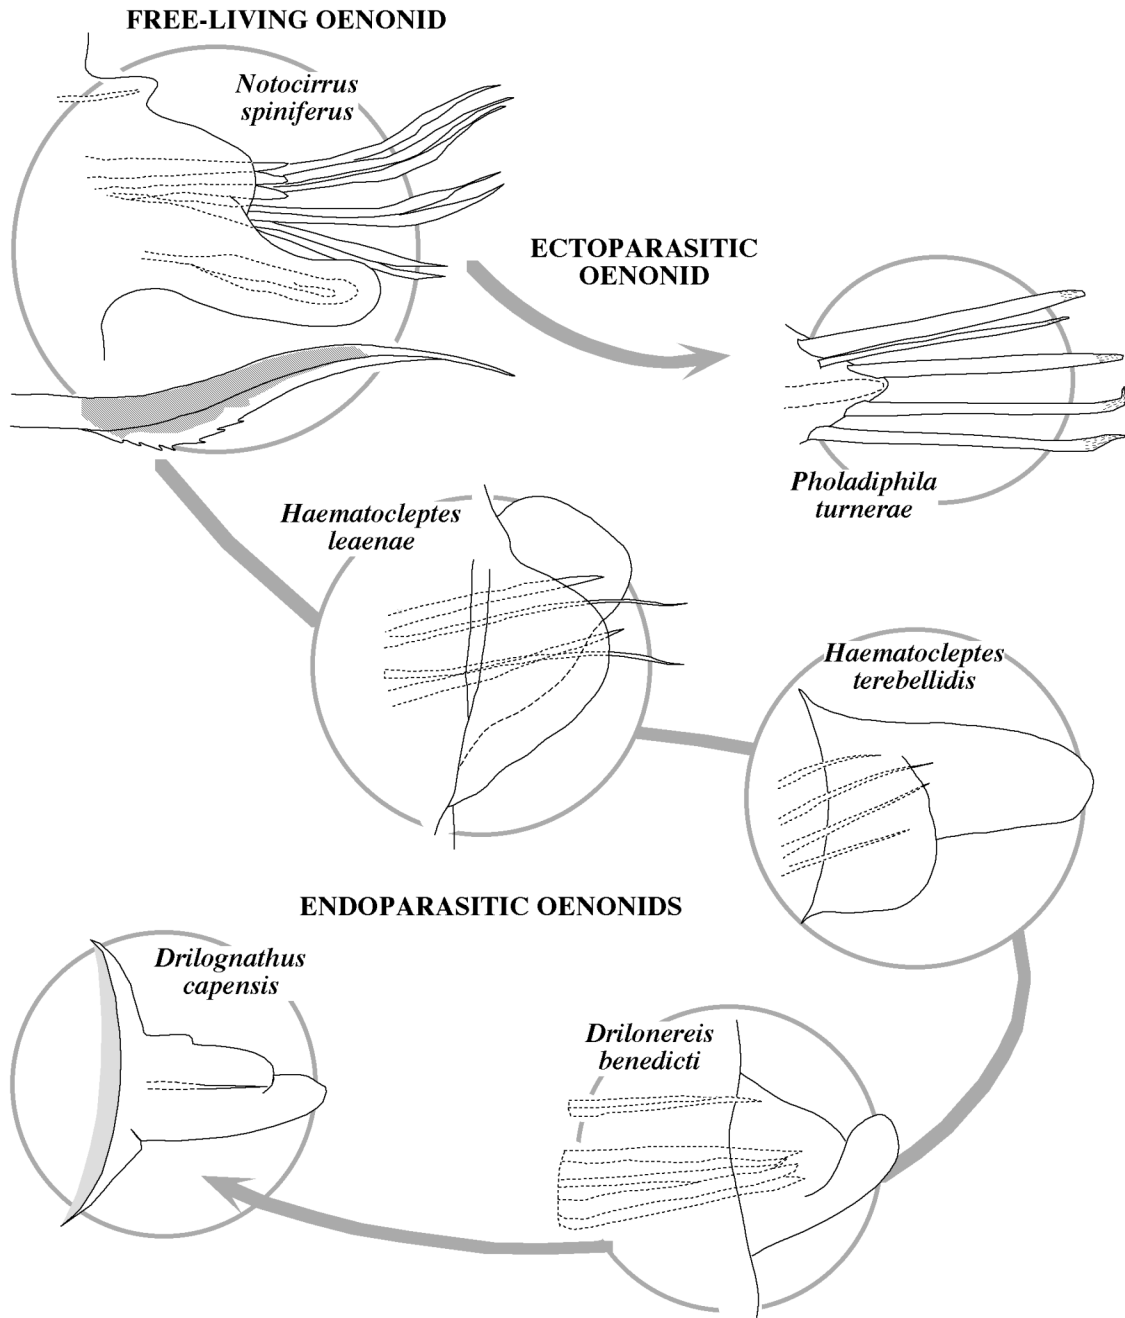 FREE-LIVING OENONID
Notocirrus
spiniferus
ECTOPARASITIC
OENONID
Pholadiphila
turnerae
Haematocleptes
leaenae
Haematocleptes
terebellidis
ENDOPARASITIC OENONIDS
Drilognathus
capensis
Drilonereis
benedicti